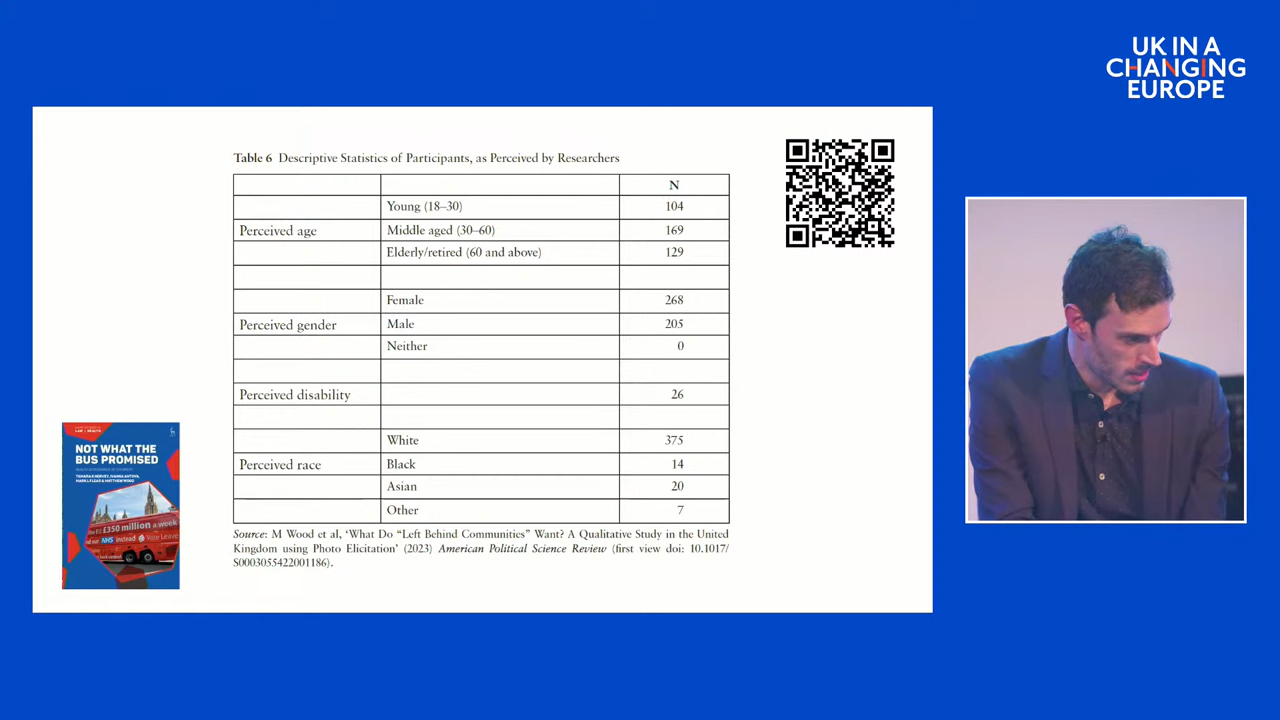 UK IN A
CHANGING
EUROPE
Table 6 Descriptive Statistics of Participants, as Perceived by Researchers
N
Young (18–30) 104
Perceived age Middle aged (30–60) 169
Elderly/retired (60 and above) 129
Female 268
Perceived gender Male 205
Neither 0
Perceived disability 26
White 375
Perceived race Black 14
Asian 20
Other 7
Source: M Wood et al, ‘What Do “Left Behind Communities” Want? A Qualitative Study in the United
Kingdom using Photo Elicitation’ (2023) American Political Science Review (first view doi: 10.1017/
S0003055422001186).
NOT WHAT THE
BUS PROMISED
£350 million a week
NHS instead Vote Leave